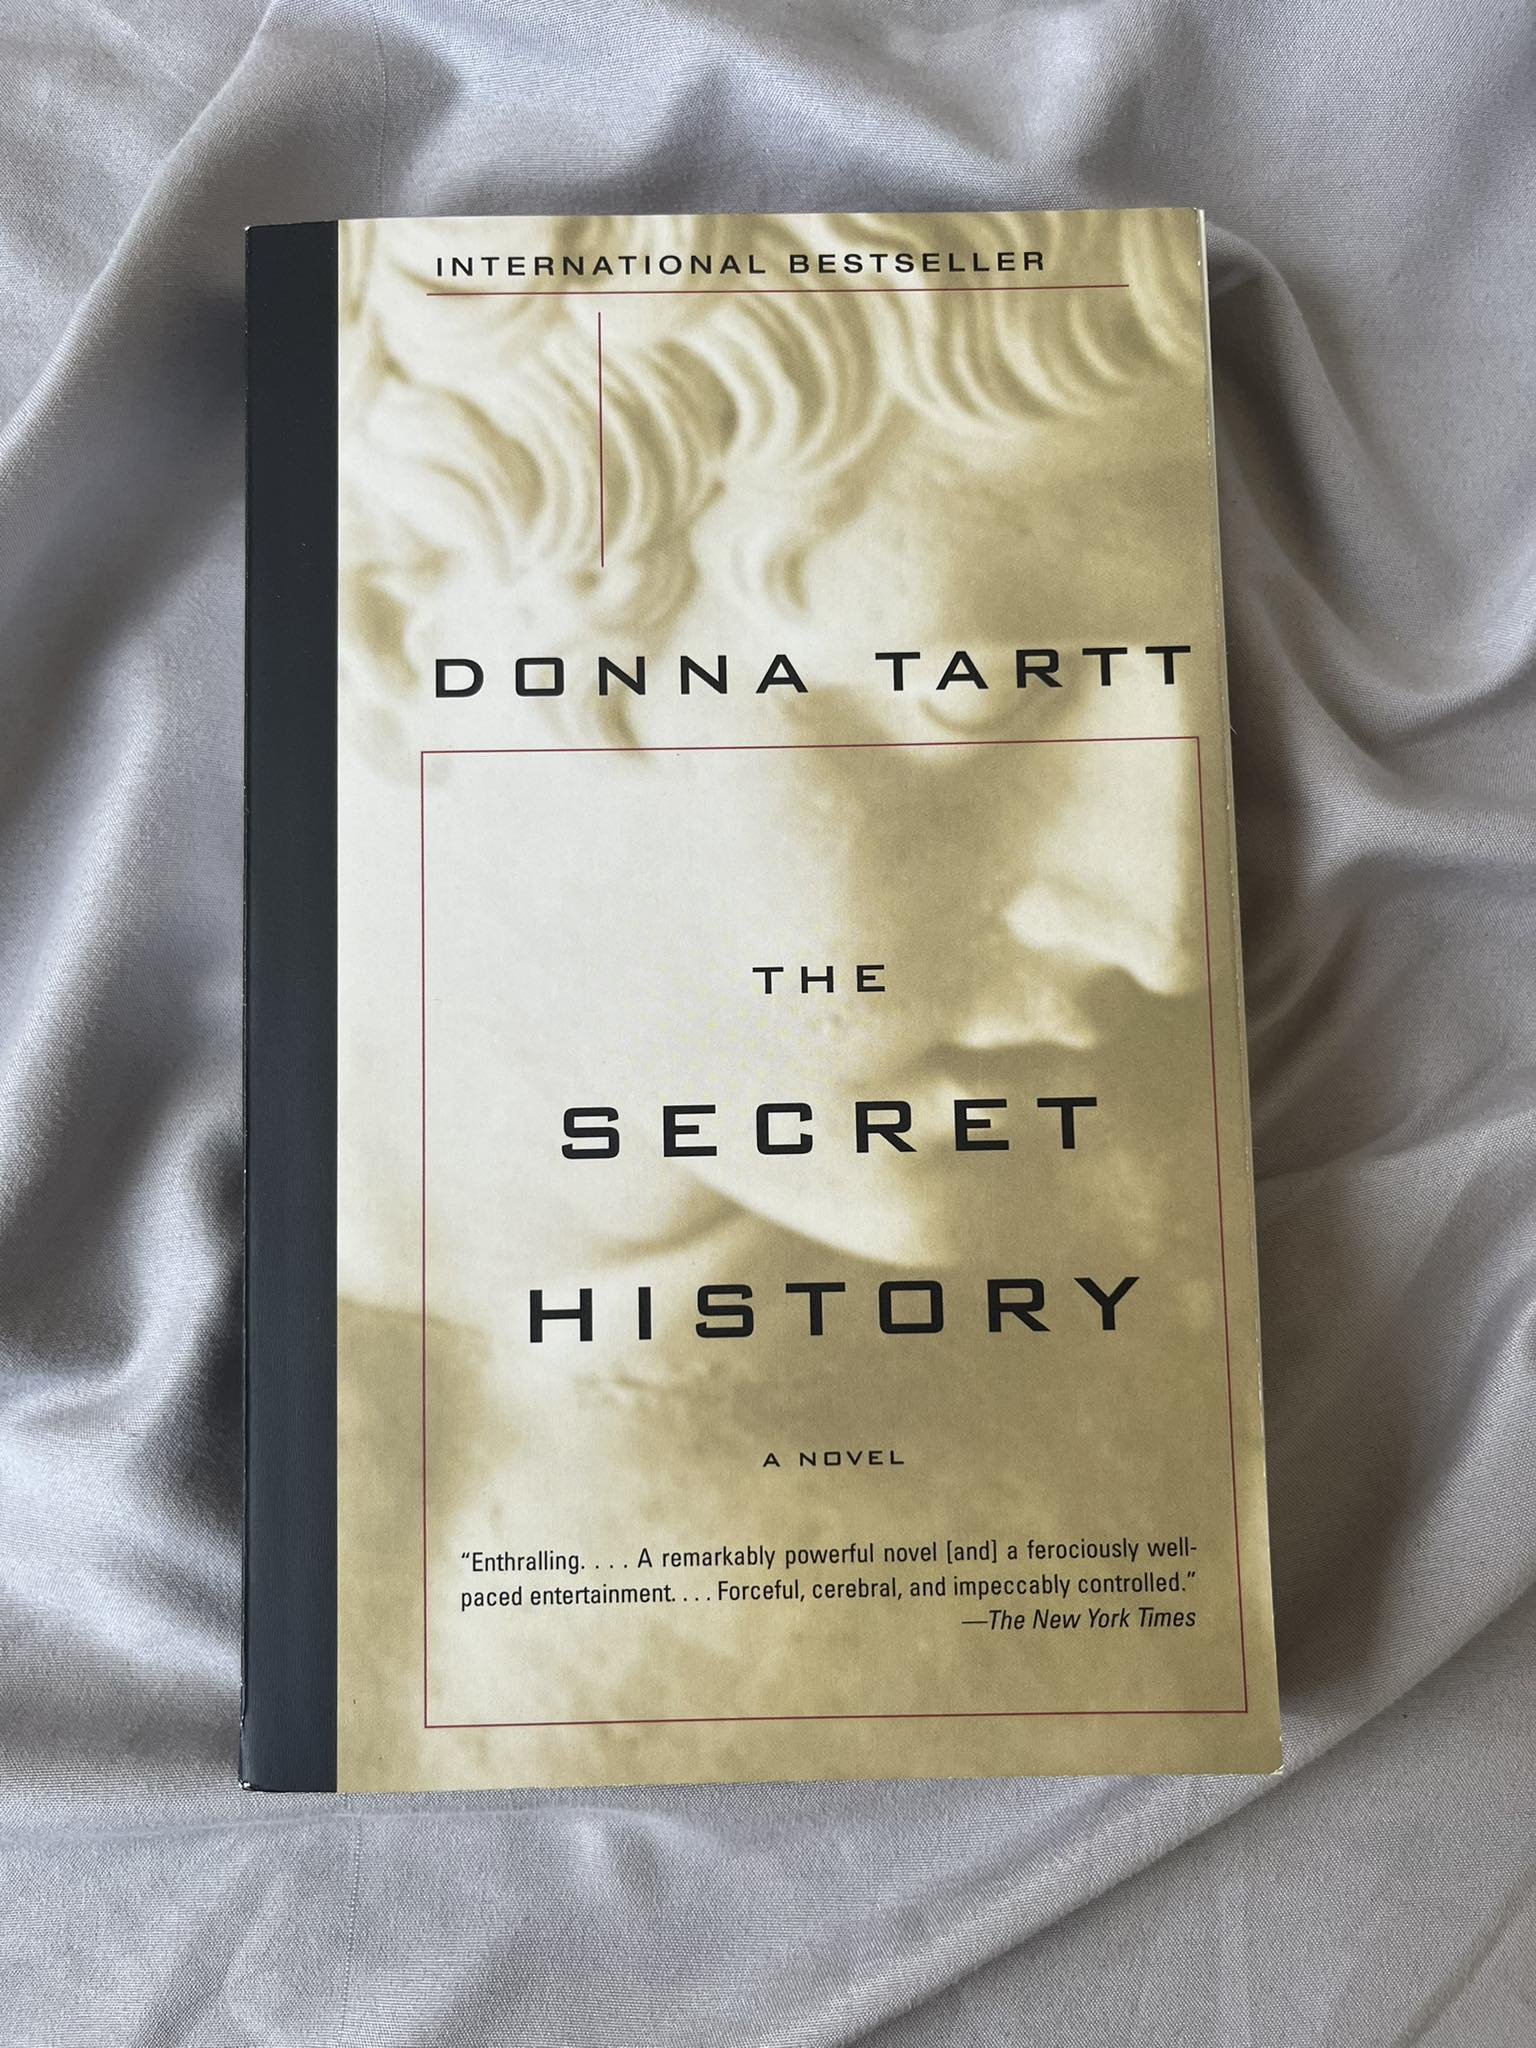 INTERNATIONAL BESTSELLER
DONNA TARTT
THE
SECRET
HISTORY
A NOVEL
“Enthralling. . . . A remarkably powerful novel [and] a ferociously well-
paced entertainment. . . . Forceful, cerebral, and impeccably controlled.”
—The New York Times